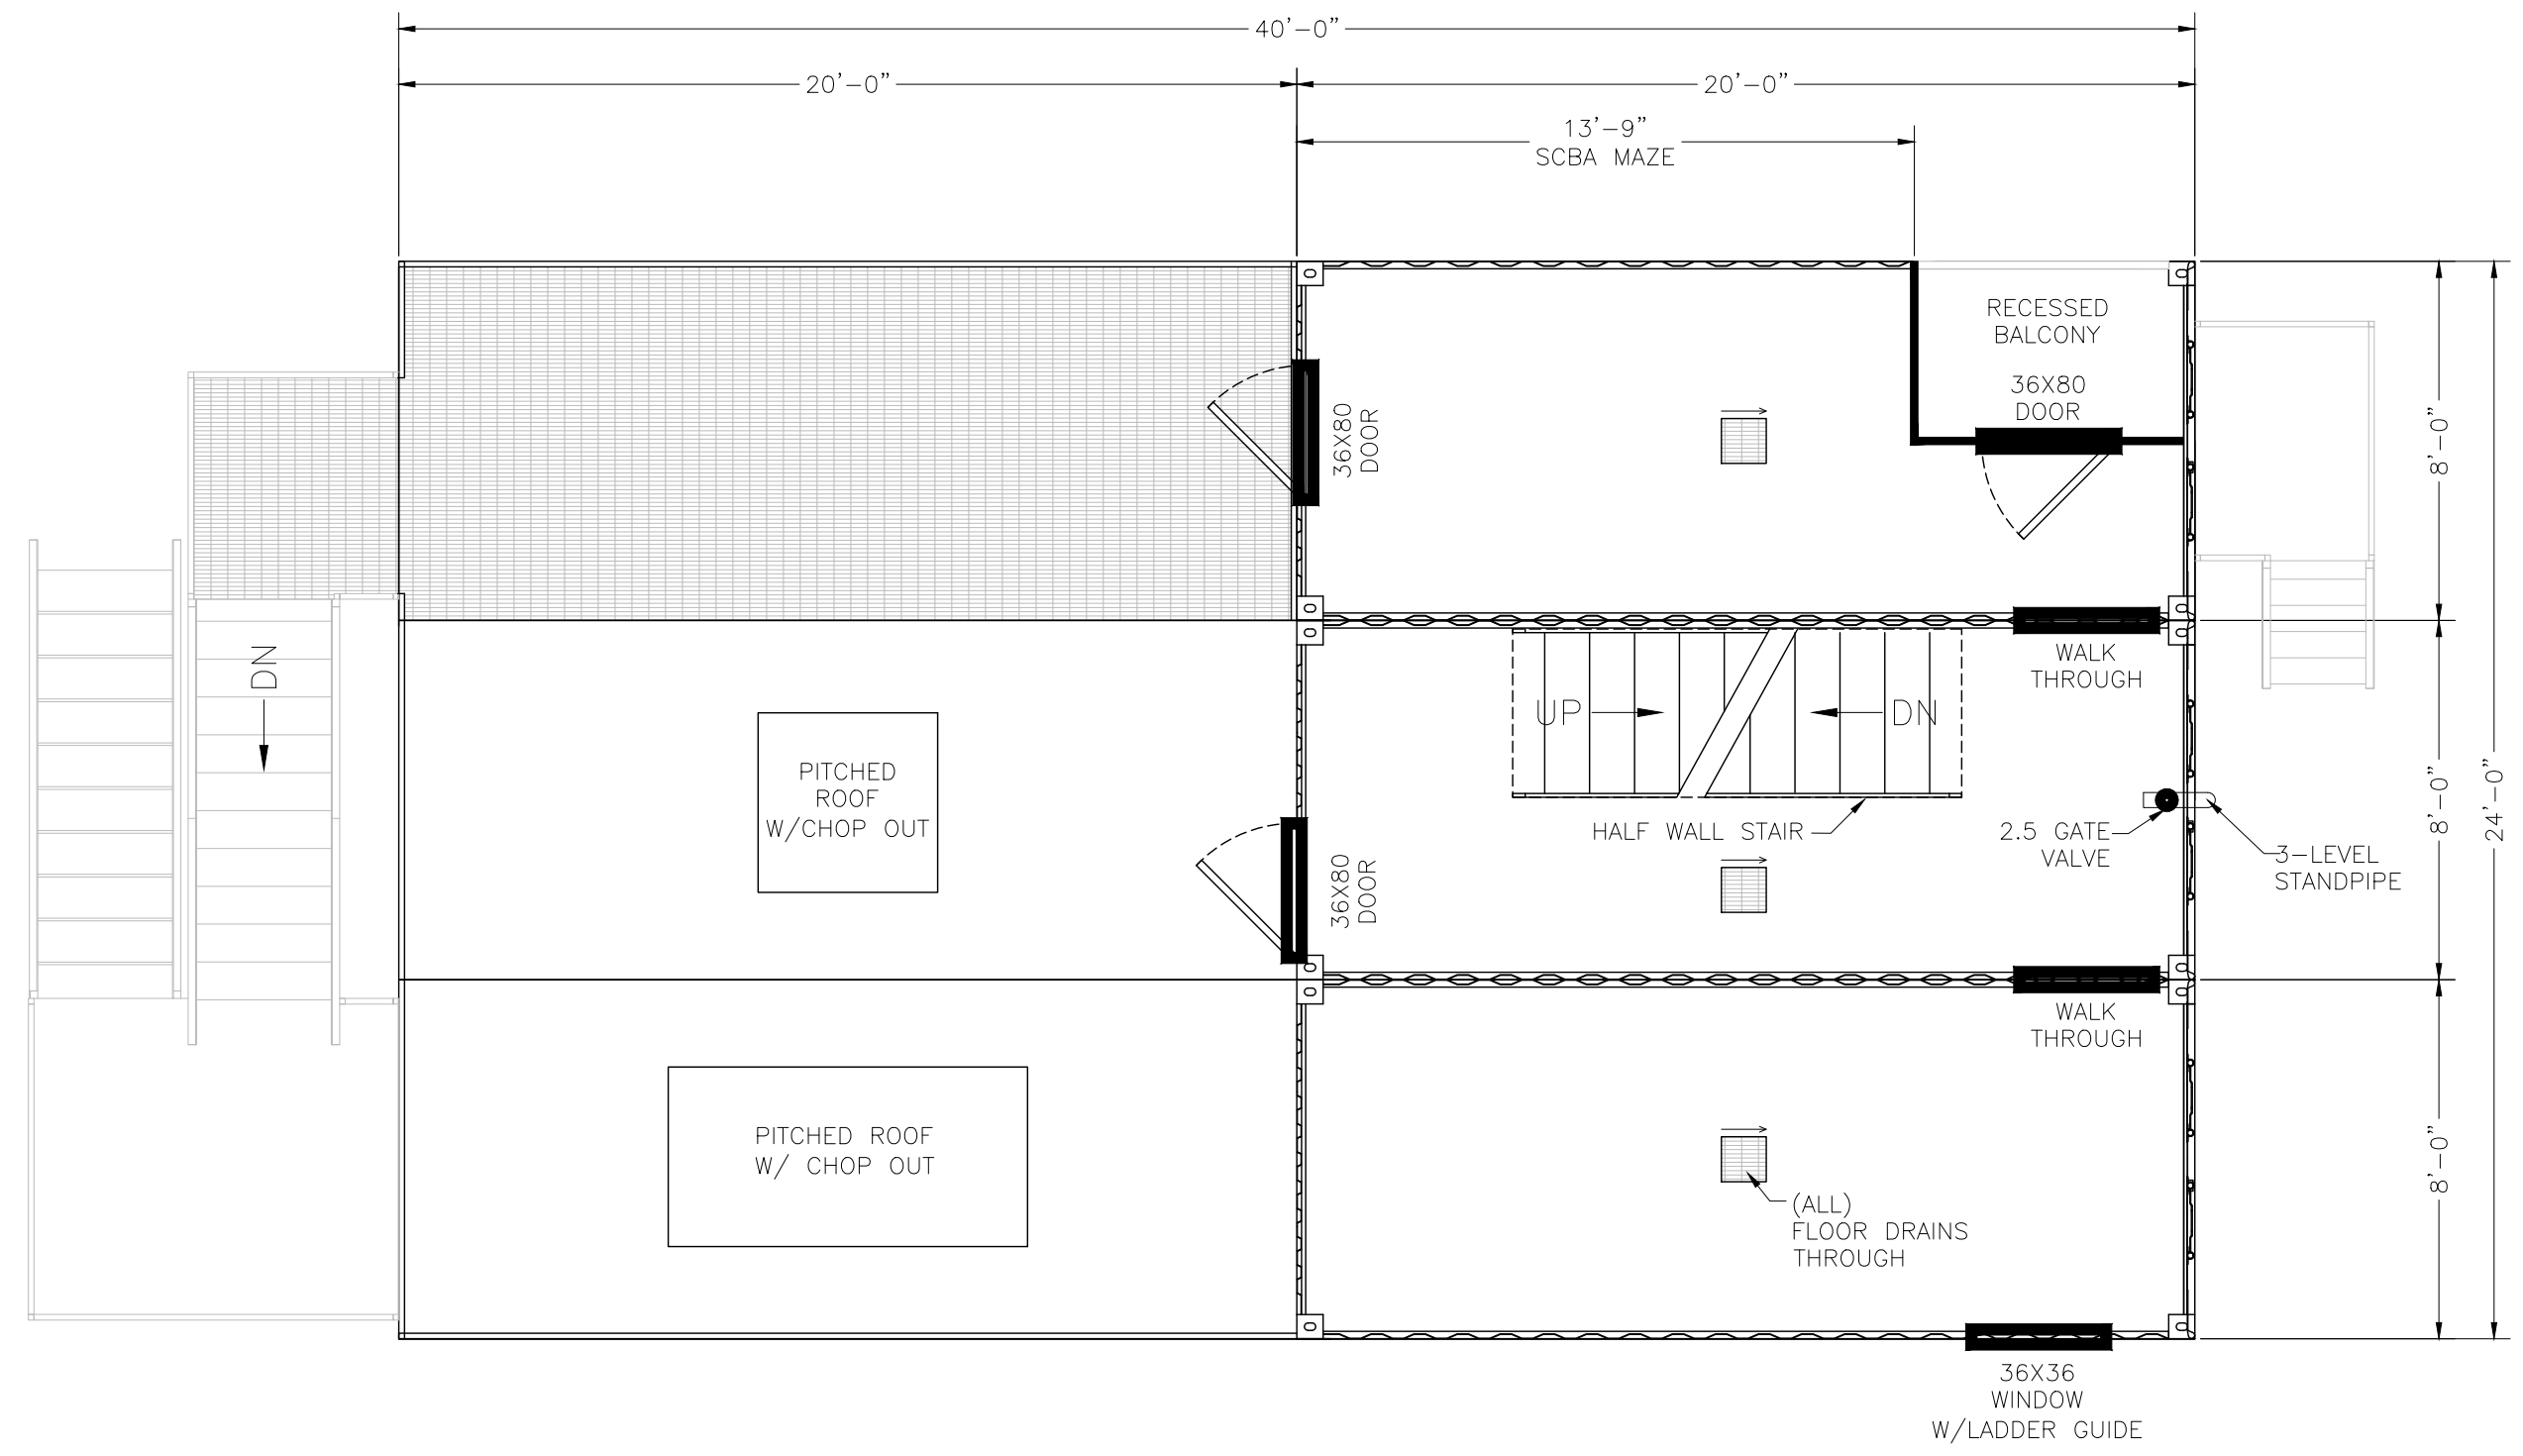 40'-0"
20'-0"
20'-0"
13'-9"
SCBA MAZE
RECESSED
BALCONY
36X80
DOOR
36X80
DOOR
8'-0"
WALK
THROUGH
DN
UP
DN
PITCHED
ROOF
W/CHOP OUT
HALF WALL STAIR
2.5 GATE
VALVE
3-LEVEL
STANDPIPE
8'-0"
24'-0"
36X80
DOOR
WALK
THROUGH
PITCHED ROOF
W/ CHOP OUT
(ALL)
FLOOR DRAINS
THROUGH
8'-0"
36X36
WINDOW
W/LADDER GUIDE